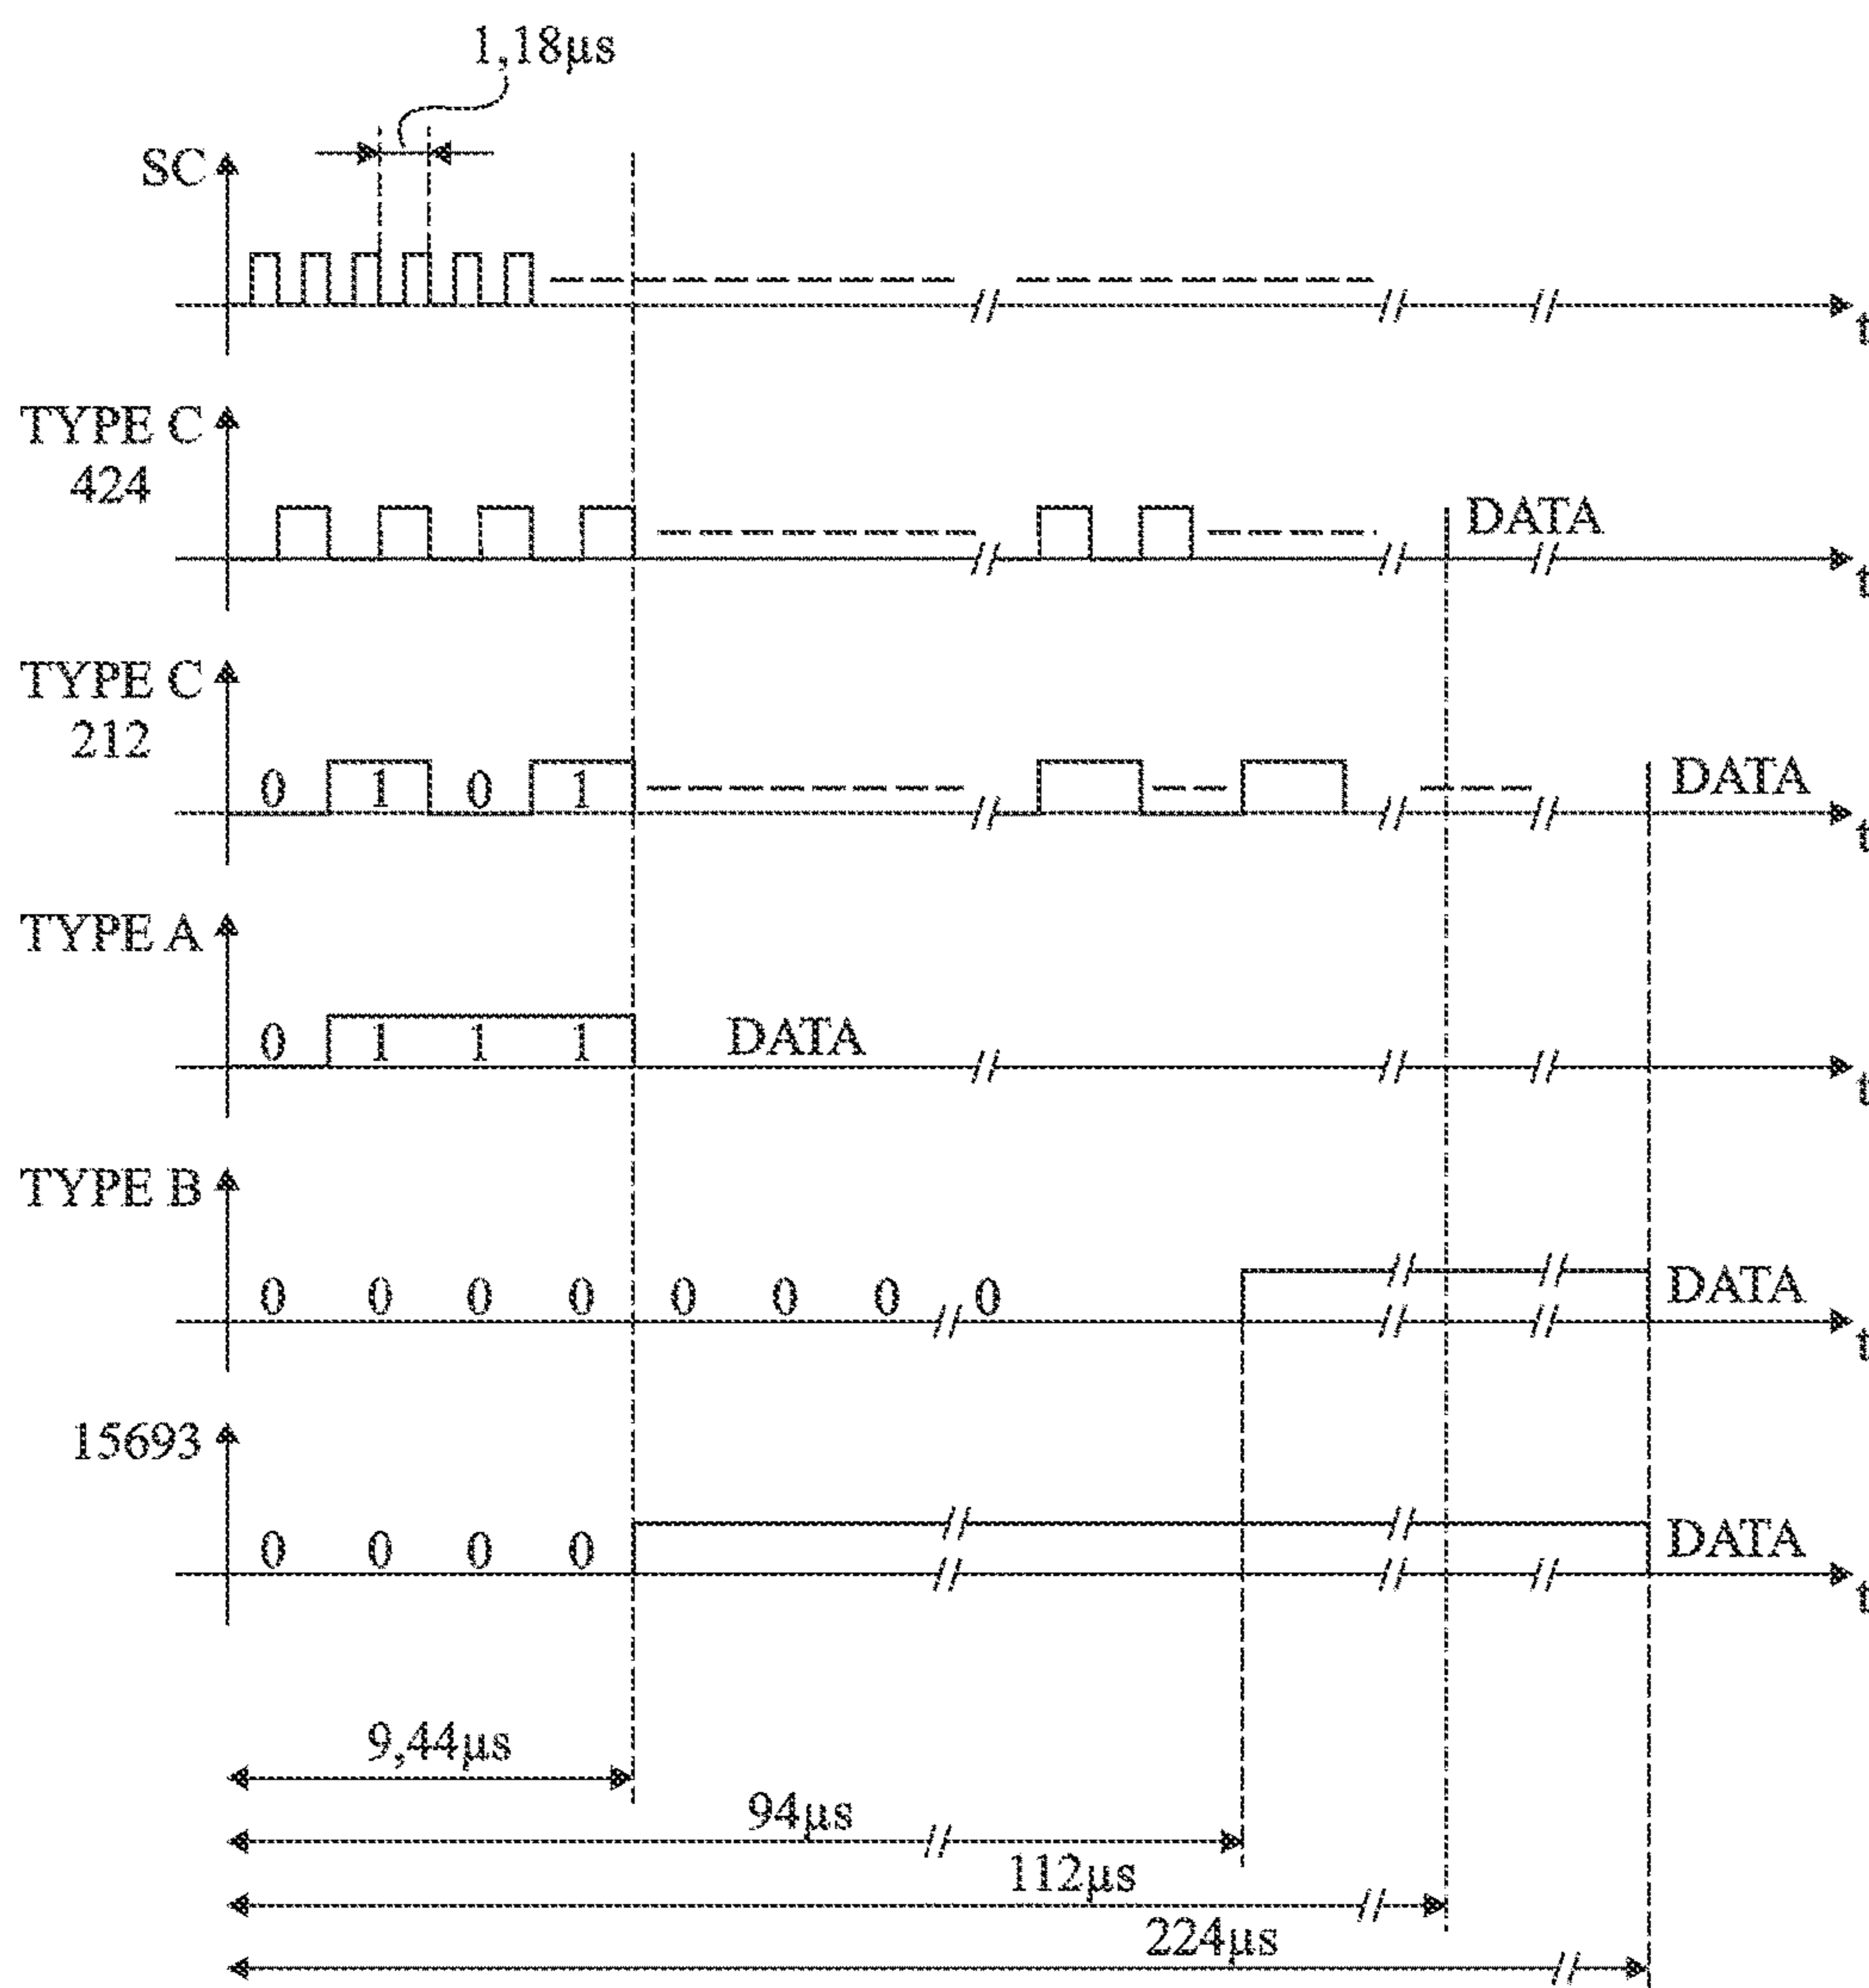 1,18µs
SC
t
TYPE C
424
DATA
t
TYPE C
212
0 1 0 1
DATA
t
TYPE A
0 1 1 1
DATA
t
TYPE B
0 0 0 0 0 0 0 0
DATA
t
15693
0 0 0 0
DATA
t
9,44µs
94µs
112µs
224µs